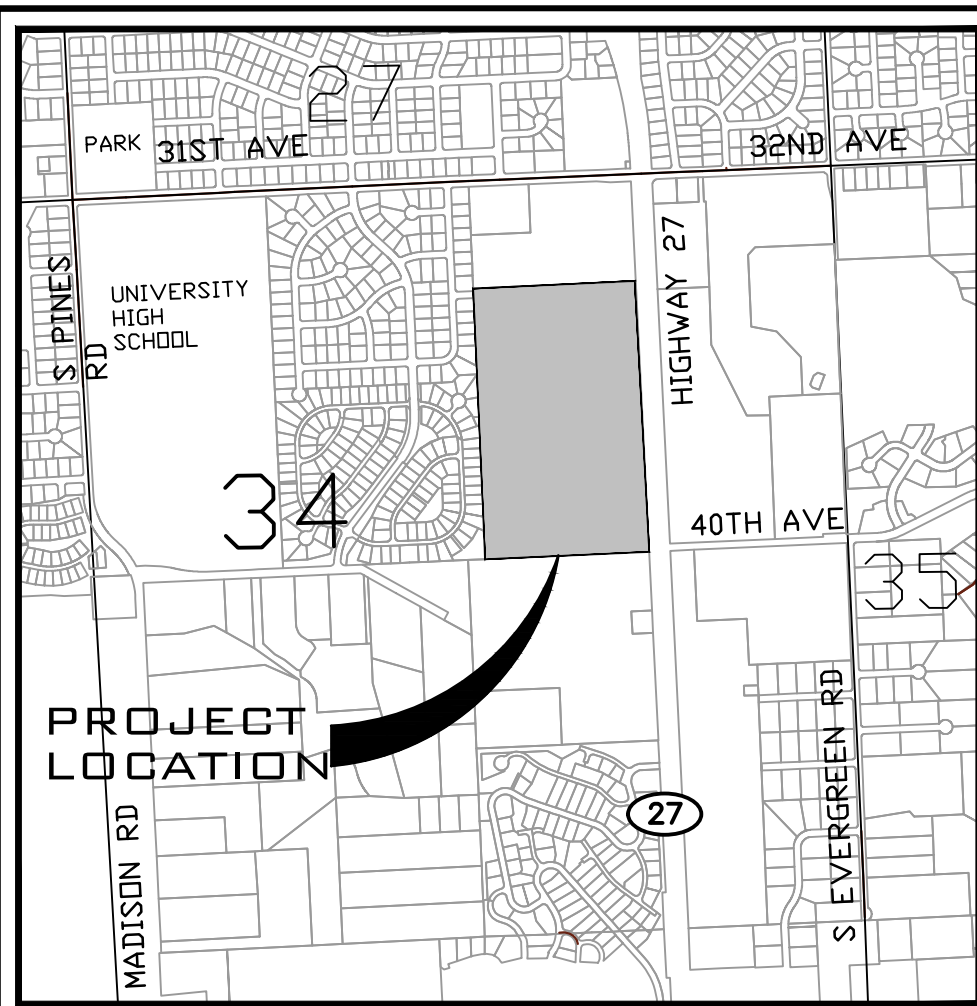 27
PARK
31ST AVE
32ND AVE
S PINES
RD
UNIVERSITY
HIGH
SCHOOL
HIGHWAY 27
34
40TH AVE
35
PROJECT
LOCATION
27
MADISON RD
S EVERGREEN RD